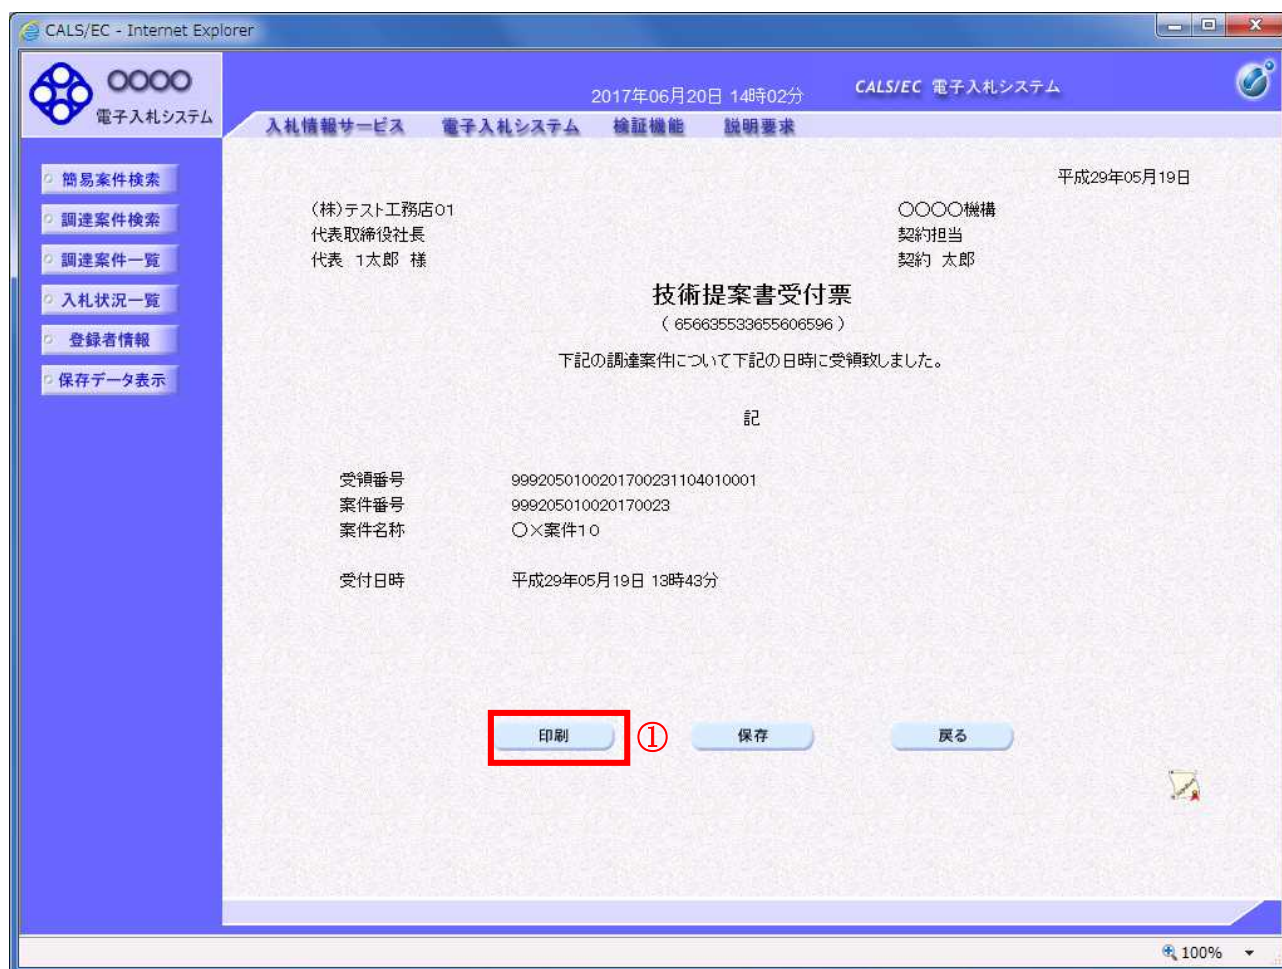 CALS/EC - Internet Explorer
〇〇〇〇
電子入札システム
2017年06月20日 14時02分
CALS/EC 電子入札システム
入札情報サービス 電子入札システム 検証機能 説明要求
簡易案件検索
調達案件検索
調達案件一覧
入札状況一覧
登録者情報
保存データ表示
平成29年05月19日
(株)テスト工務店01
代表取締役社長
代表 1太郎 様
〇〇〇〇機構
契約担当
契約 太郎
技術提案書受付票
( 656635533655606596 )
下記の調達案件について下記の日時に受領致しました。
記
受領番号 99920501002017002311​04010001
案件番号 999205010020170023
案件名称 〇×案件10
受付日時 平成29年05月19日 13時43分
印刷 ① 保存 戻る
100%